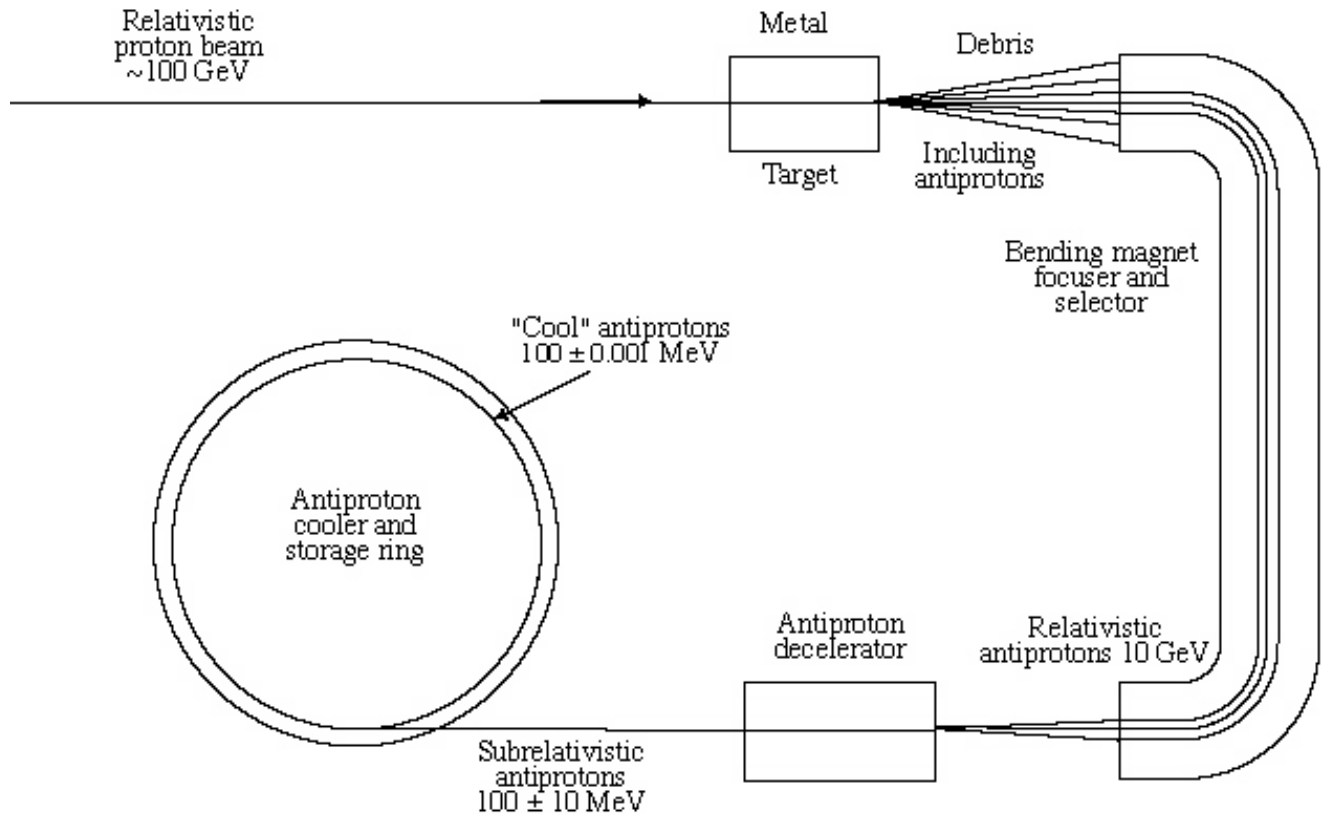 Relativistic
proton beam
~100 GeV
Metal
Target
Debris
Including
antiprotons
Bending magnet
focuser and
selector
"Cool" antiprotons
100 ±0.001 MeV
Antiproton
cooler and
storage ring
Antiproton
decelerator
Relativistic
antiprotons 10 GeV
Subrelativistic
antiprotons
100 ± 10 MeV